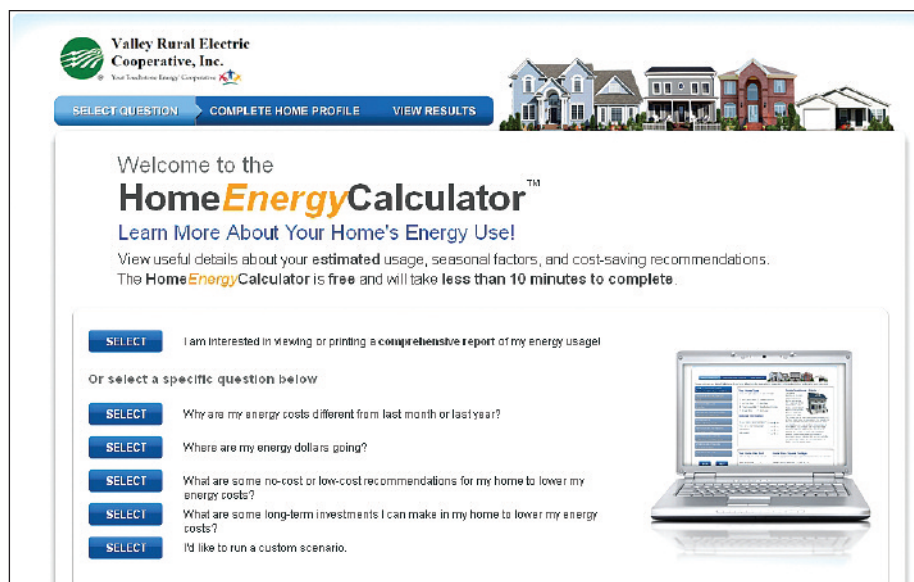 Valley Rural Electric
Cooperative, Inc.
Your Touchstone Energy® Cooperative
SELECT QUESTION COMPLETE HOME PROFILE VIEW RESULTS
Welcome to the
HomeEnergyCalculator™
Learn More About Your Home's Energy Use!
View useful details about your estimated usage, seasonal factors, and cost-saving recommendations.
The HomeEnergyCalculator is free and will take less than 10 minutes to complete.
SELECT I am interested in viewing or printing a comprehensive report of my energy usage!
Or select a specific question below
SELECT Why are my energy costs different from last month or last year?
SELECT Where are my energy dollars going?
SELECT What are some no-cost or low-cost recommendations for my home to lower my
energy costs?
SELECT What are some long-term investments I can make in my home to lower my energy
costs?
SELECT I'd like to run a custom scenario.